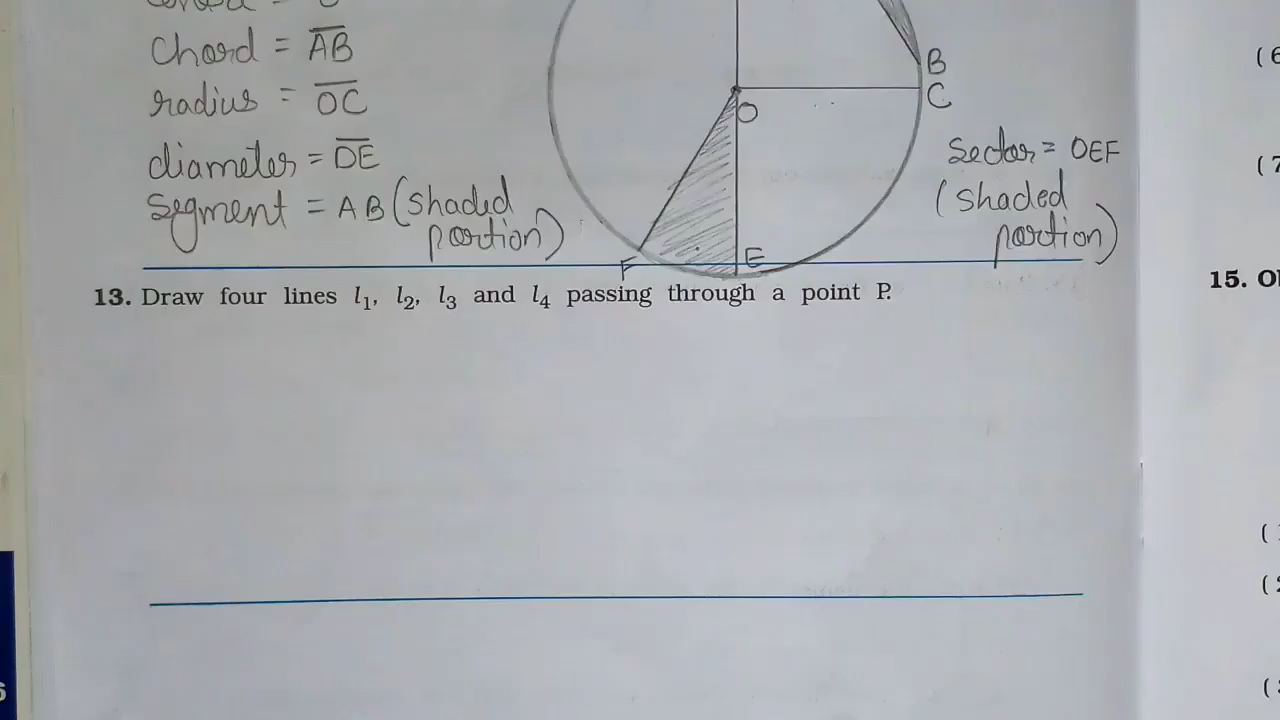 Chord = AB
B
radius = OC
C
O
diameter = DE
Sector = OEF
(shaded
portion)
Segment = AB (shaded
portion)
F
E
13. Draw four lines l₁, l₂, l₃ and l₄ passing through a point P.
15.